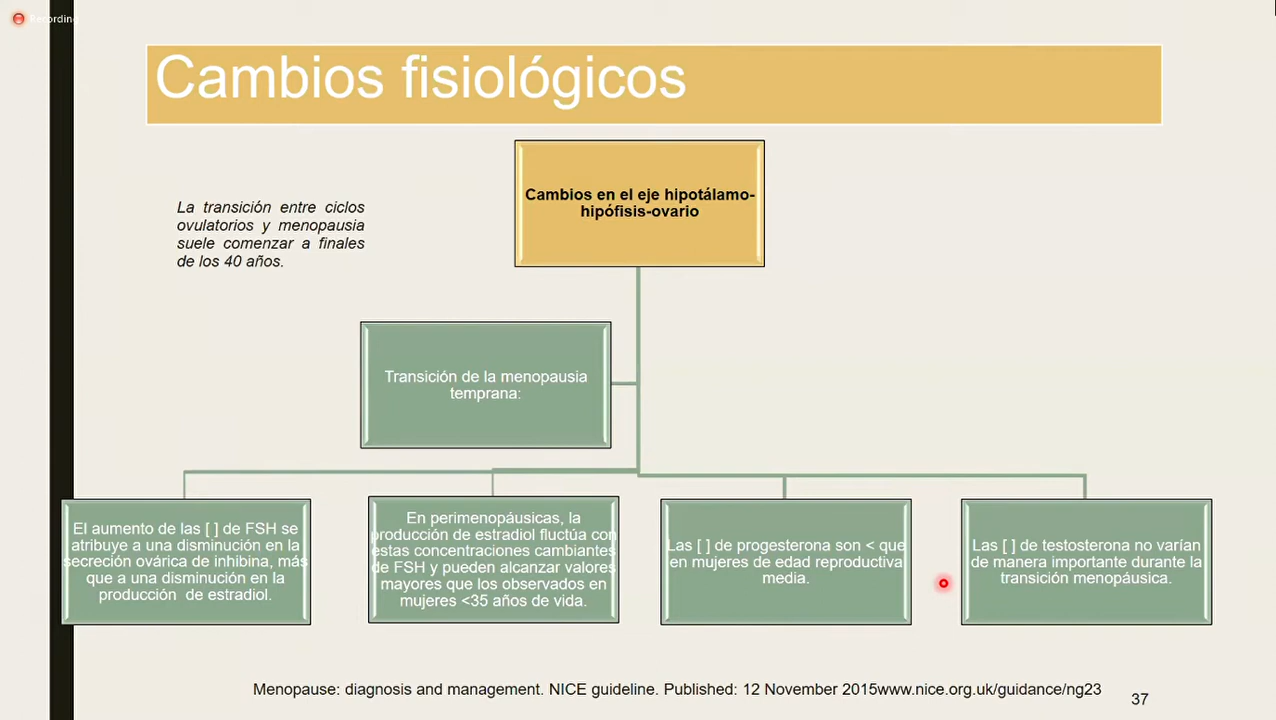 Recording
Cambios fisiológicos
Cambios en el eje hipotálamo-
hipófisis-ovario
La transición entre ciclos
ovulatorios y menopausia
suele comenzar a finales
de los 40 años.
Transición de la menopausia
temprana:
El aumento de las [ ] de FSH se
atribuye a una disminución en la
secreción ovárica de inhibina, más
que a una disminución en la
producción de estradiol.
En perimenopáusicas, la
producción de estradiol fluctúa con
estas concentraciones cambiantes
de FSH y pueden alcanzar valores
mayores que los observados en
mujeres <35 años de vida.
Las [ ] de progesterona son < que
en mujeres de edad reproductiva
media.
Las [ ] de testosterona no varían
de manera importante durante la
transición menopáusica.
Menopause: diagnosis and management. NICE guideline. Published: 12 November 2015www.nice.org.uk/guidance/ng23
37